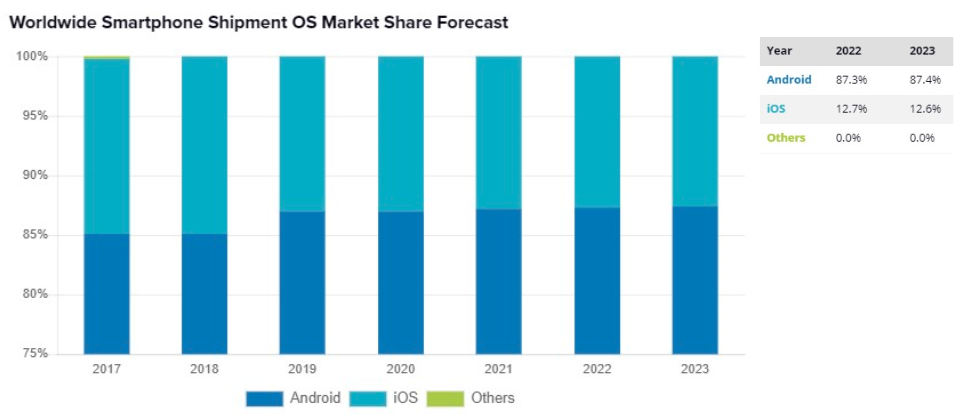 Worldwide Smartphone Shipment OS Market Share Forecast
100%
95%
90%
85%
80%
75%
2017 2018 2019 2020 2021 2022 2023
Android iOS Others
Year 2022 2023
Android 87.3% 87.4%
iOS 12.7% 12.6%
Others 0.0% 0.0%